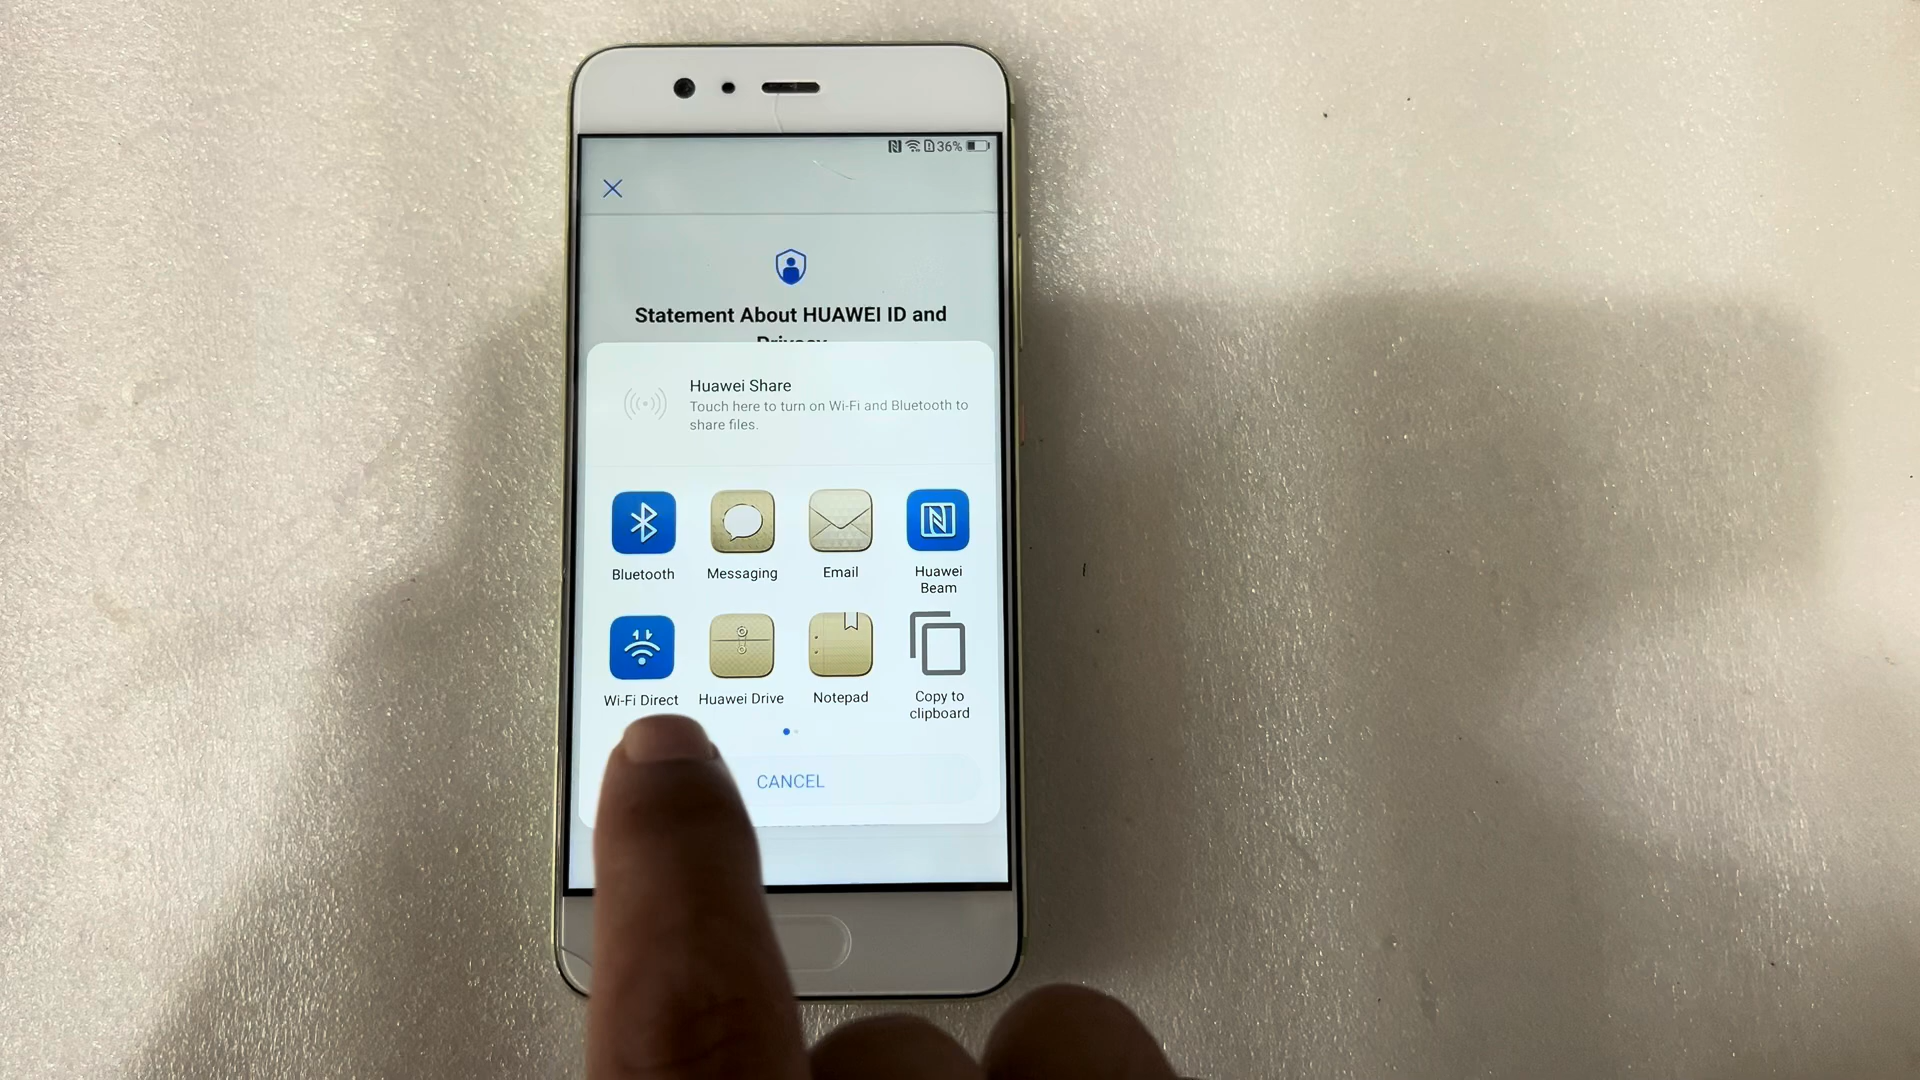 36%
Statement About HUAWEI ID and
Privacy
Huawei Share
Touch here to turn on Wi-Fi and Bluetooth to
share files.
Bluetooth
Messaging
Email
Huawei
Beam
Wi-Fi Direct
Huawei Drive
Notepad
Copy to
clipboard
CANCEL